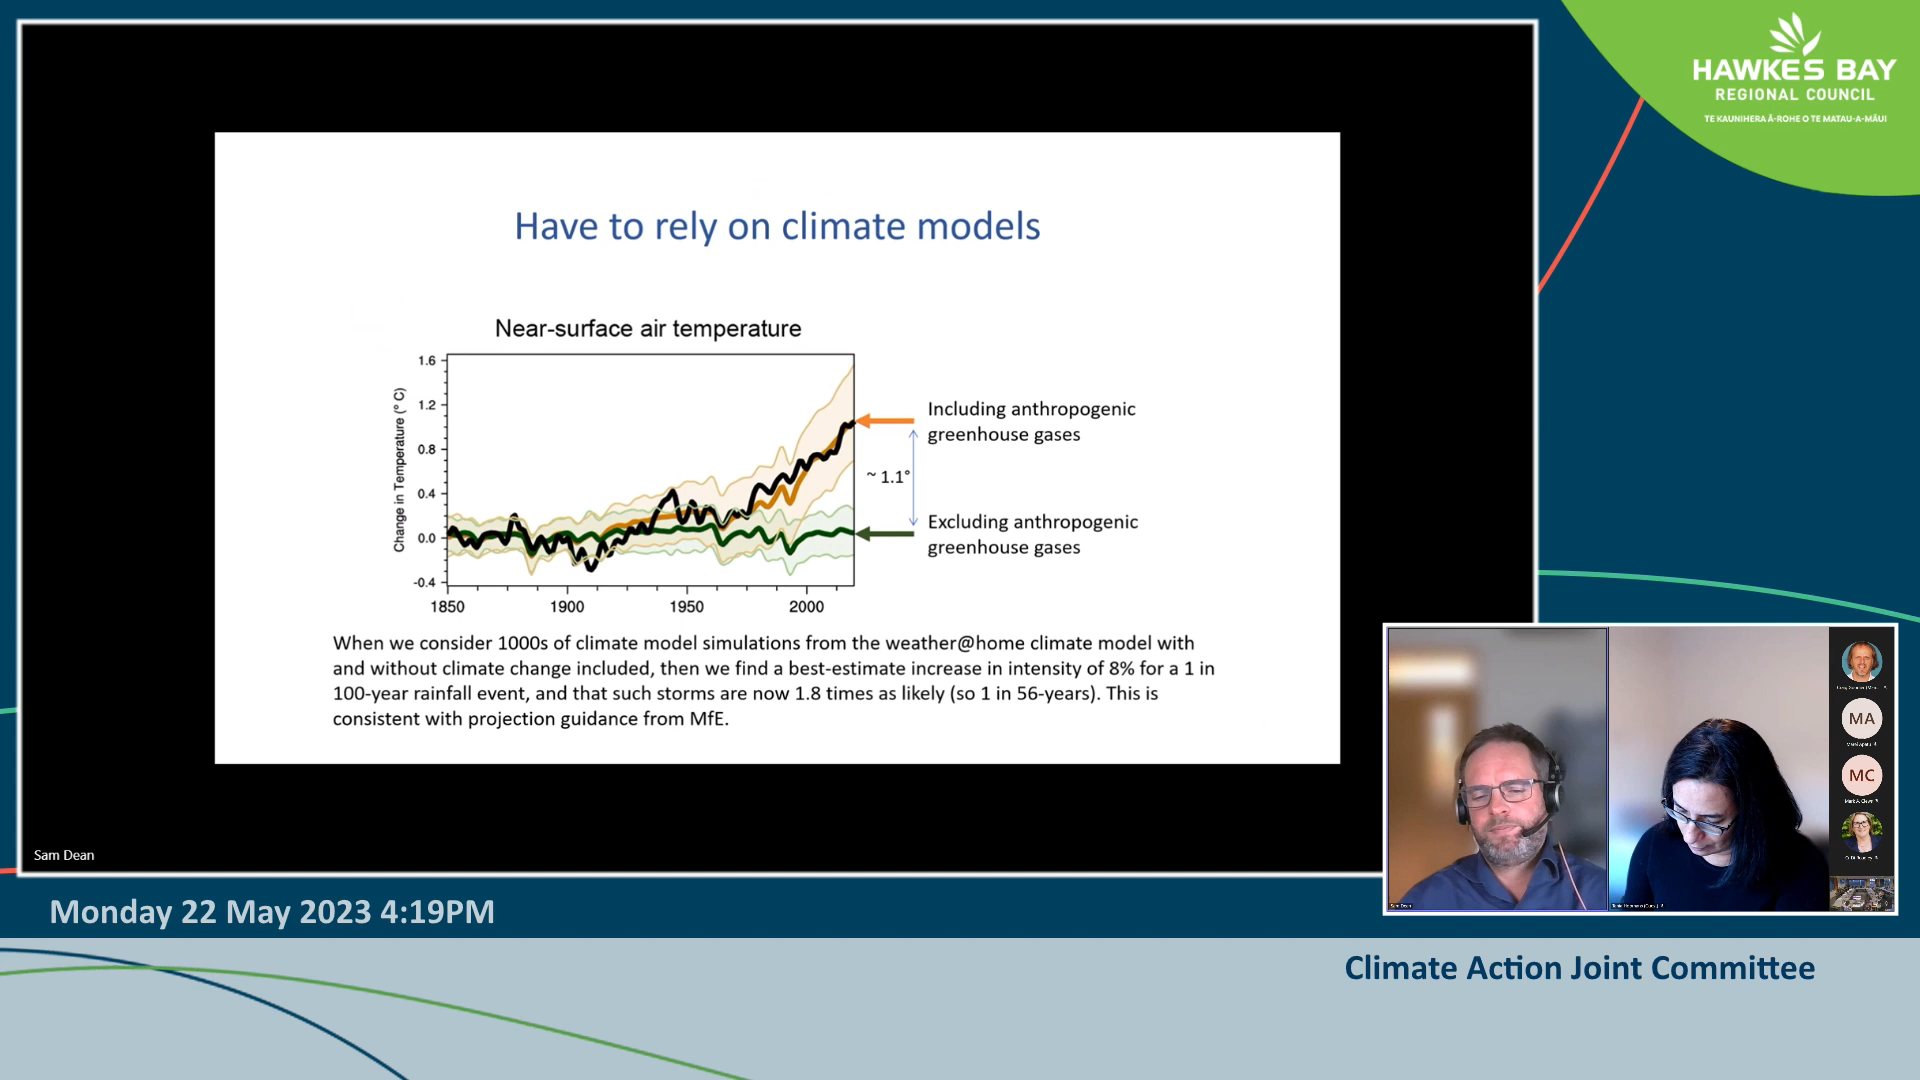 HAWKE'S BAY
REGIONAL COUNCIL
TE KAUNIHERA Ā-ROHE O TE MATAU-A-MĀUI
Have to rely on climate models
Near-surface air temperature
Change in Temperature (° C)
1.6
1.2
0.8
0.4
0.0
-0.4
1850 1900 1950 2000
Including anthropogenic
greenhouse gases
~ 1.1°
Excluding anthropogenic
greenhouse gases
When we consider 1000s of climate model simulations from the weather@home climate model with
and without climate change included, then we find a best-estimate increase in intensity of 8% for a 1 in
100-year rainfall event, and that such storms are now 1.8 times as likely (so 1 in 56-years). This is
consistent with projection guidance from MfE.
Sam Dean
MA
MC
Sam Dean
Monday 22 May 2023 4:19PM
Climate Action Joint Committee